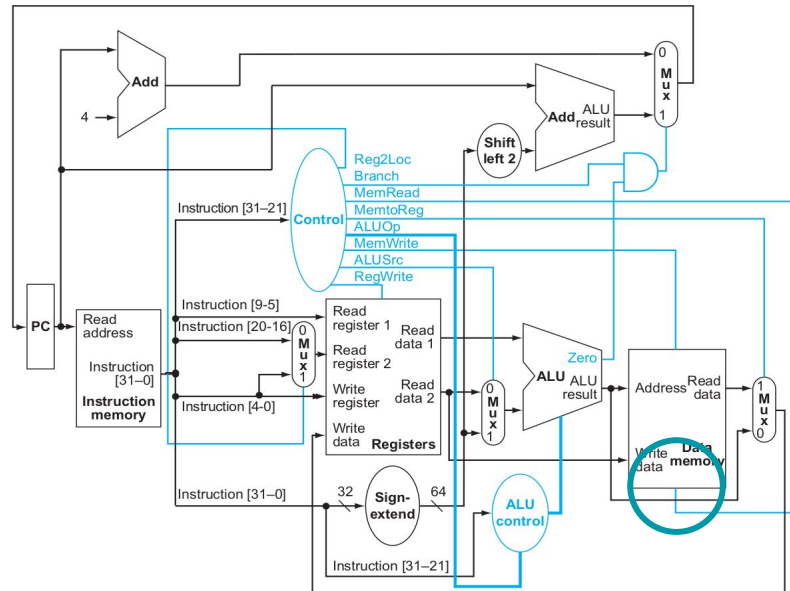 0
M
u
x
1
Add
4
Add
ALU
result
Shift
left 2
Reg2Loc
Branch
MemRead
MemtoReg
ALUOp
MemWrite
ALUSrc
RegWrite
Control
Instruction [31–21]
PC
Read
address
Instruction
[31–0]
Instruction
memory
Instruction [9-5]
Instruction [20-16]
Instruction [4-0]
0
M
u
x
1
Read
register 1
Read
register 2
Write
register
Write
data
Read
data 1
Read
data 2
Registers
0
M
u
x
1
Zero
ALU
ALU
result
Address
Read
data
Write
data
Data
memory
1
M
u
x
0
Instruction [31–0]
32
Sign-
extend
64
ALU
control
Instruction [31–21]